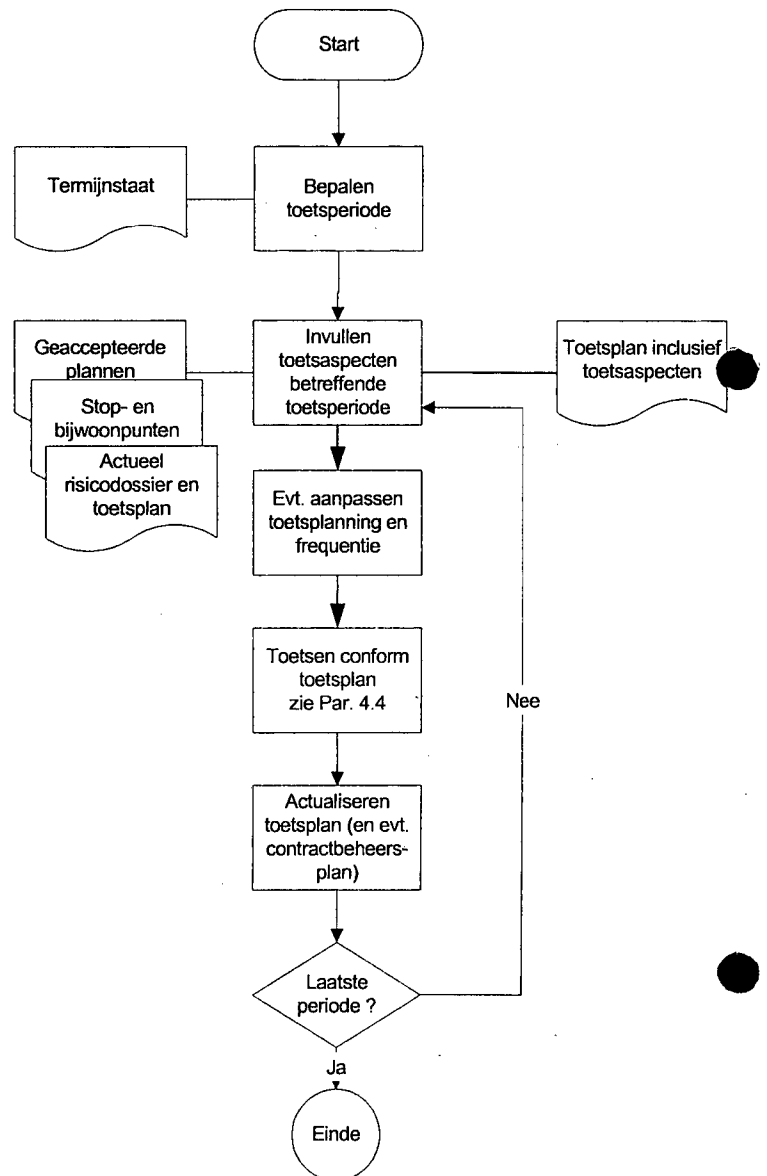 Start
Termijnstaat
Bepalen
toetsperiode
Geaccepteerde
plannen
Stop- en
bijwoonpunten
Actueel
risicodossier en
toetsplan
Invullen
toetsaspecten
betreffende
toetsperiode
Toetsplan inclusief
toetsaspecten
Evt. aanpassen
toetsplanning en
frequentie
Toetsen conform
toetsplan
zie Par. 4.4
Nee
Actualiseren
toetsplan (en evt.
contractbeheers-
plan)
Laatste
periode ?
Ja
Einde